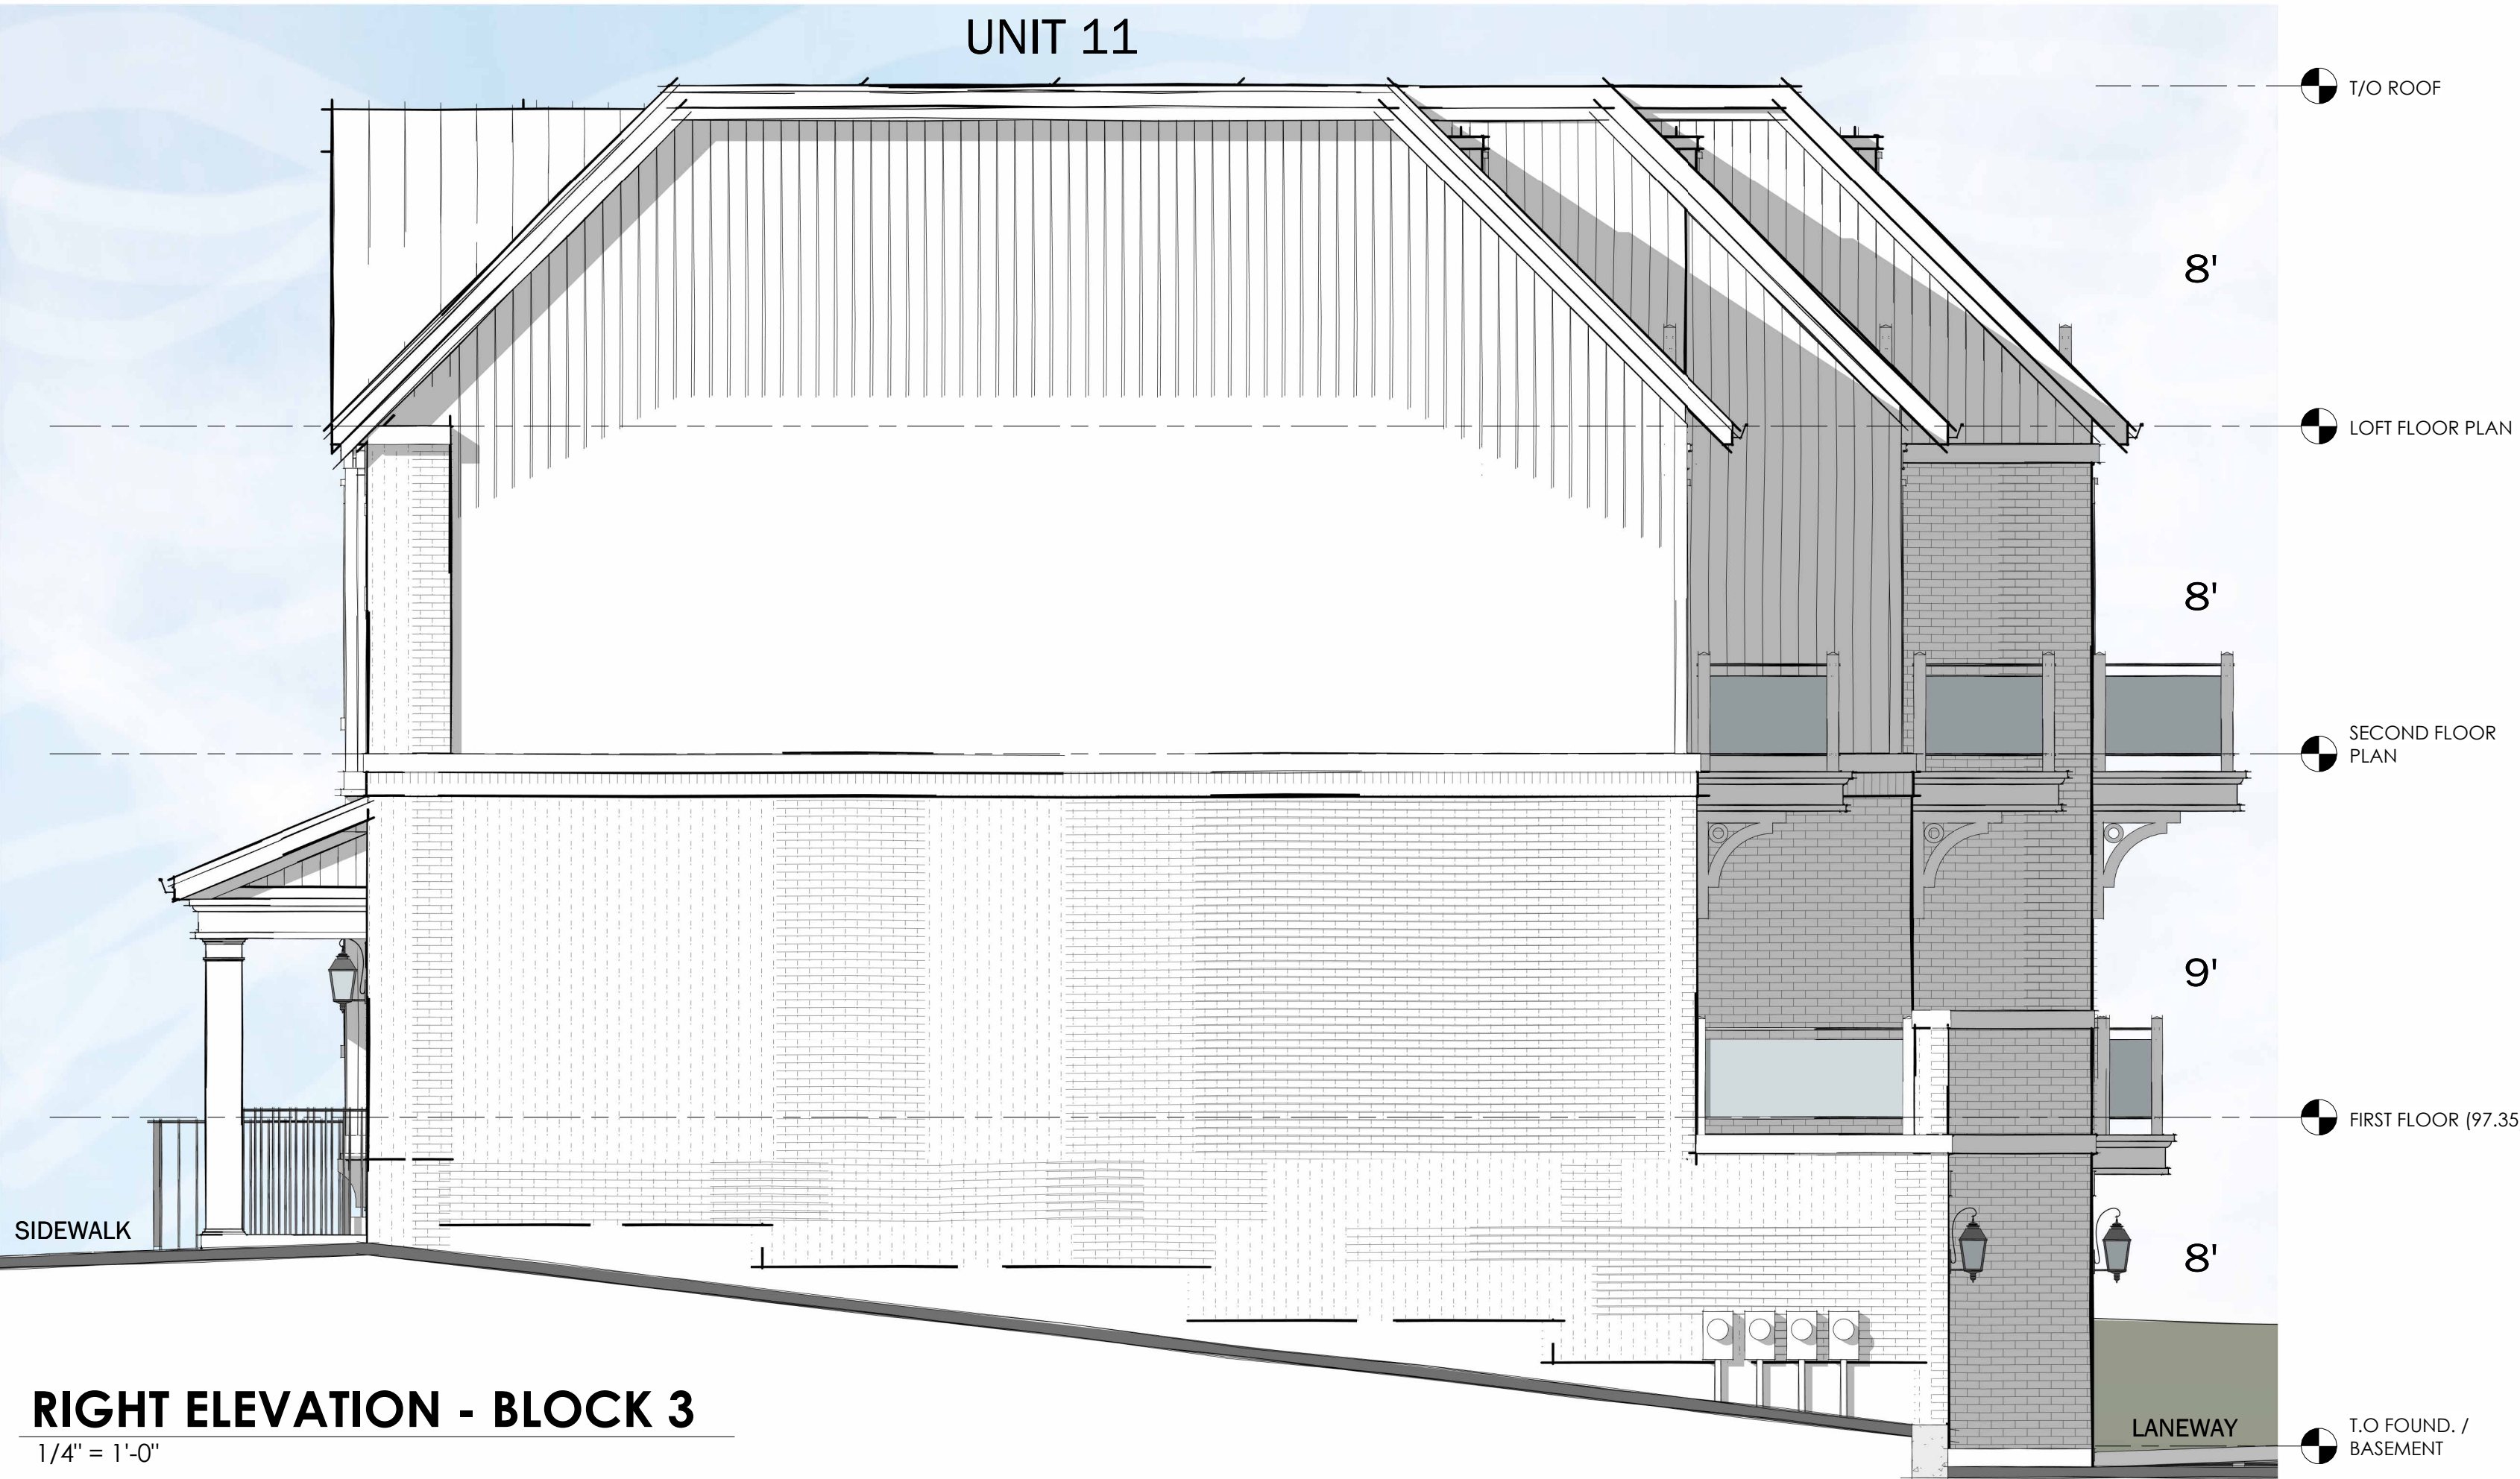 UNIT 11
T/O ROOF
8'
LOFT FLOOR PLAN
8'
SECOND FLOOR
PLAN
9'
FIRST FLOOR (97.35
SIDEWALK
8'
RIGHT ELEVATION - BLOCK 3
1/4" = 1'-0"
LANEWAY
T.O FOUND. /
BASEMENT